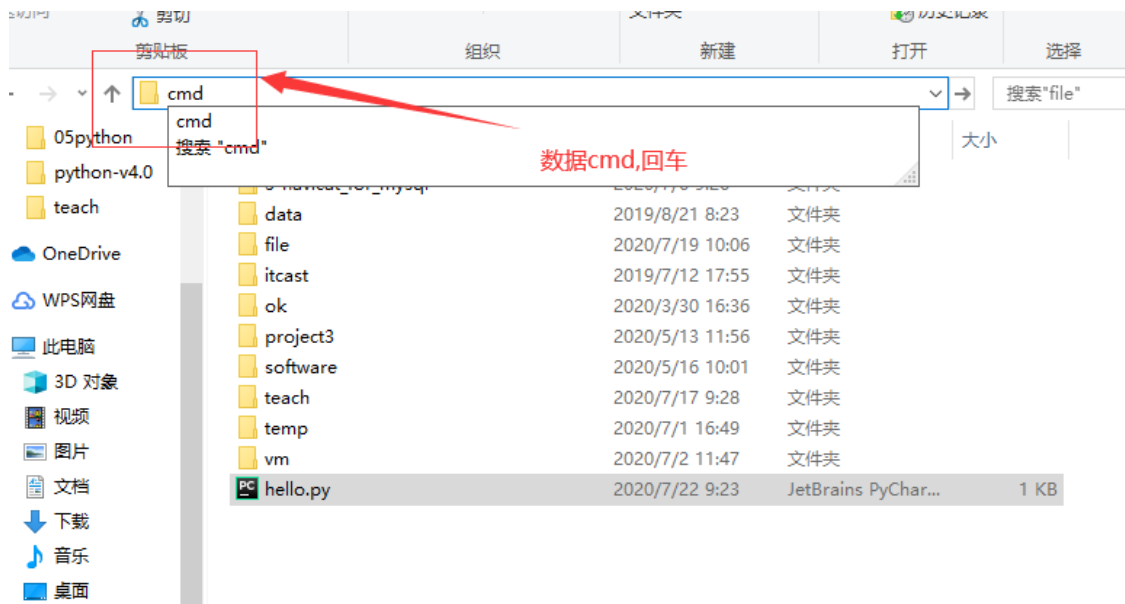 剪切
剪贴板
组织
新建
打开
选择
cmd
搜索"file"
cmd
搜索 "cmd"
数据cmd,回车
大小
05python
python-v4.0
teach
OneDrive
WPS网盘
此电脑
3D 对象
视频
图片
文档
下载
音乐
桌面
data 2019/8/21 8:23 文件夹
file 2020/7/19 10:06 文件夹
itcast 2019/7/12 17:55 文件夹
ok 2020/3/30 16:36 文件夹
project3 2020/5/13 11:56 文件夹
software 2020/5/16 10:01 文件夹
teach 2020/7/17 9:28 文件夹
temp 2020/7/1 16:49 文件夹
vm 2020/7/2 11:47 文件夹
hello.py 2020/7/22 9:23 JetBrains PyChar... 1 KB